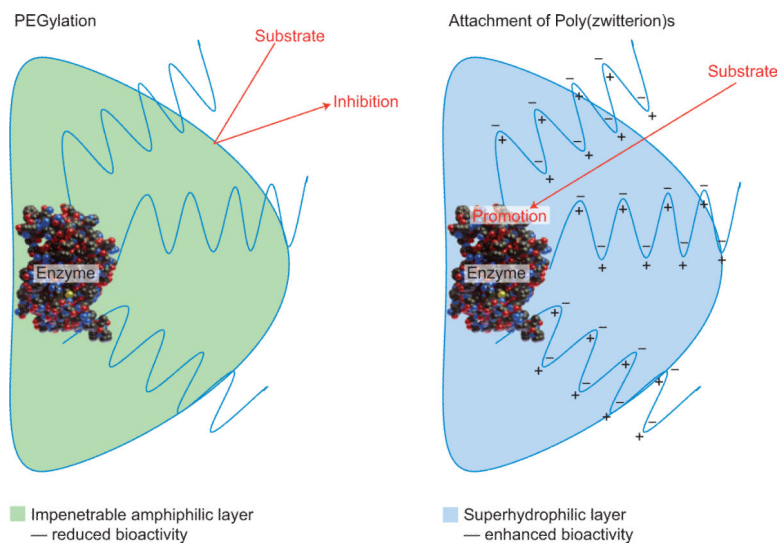 PEGylation
Substrate
Inhibition
Enzyme
Impenetrable amphiphilic layer
— reduced bioactivity
Attachment of Poly(zwitterion)s
Substrate
Promotion
Enzyme
Superhydrophilic layer
— enhanced bioactivity